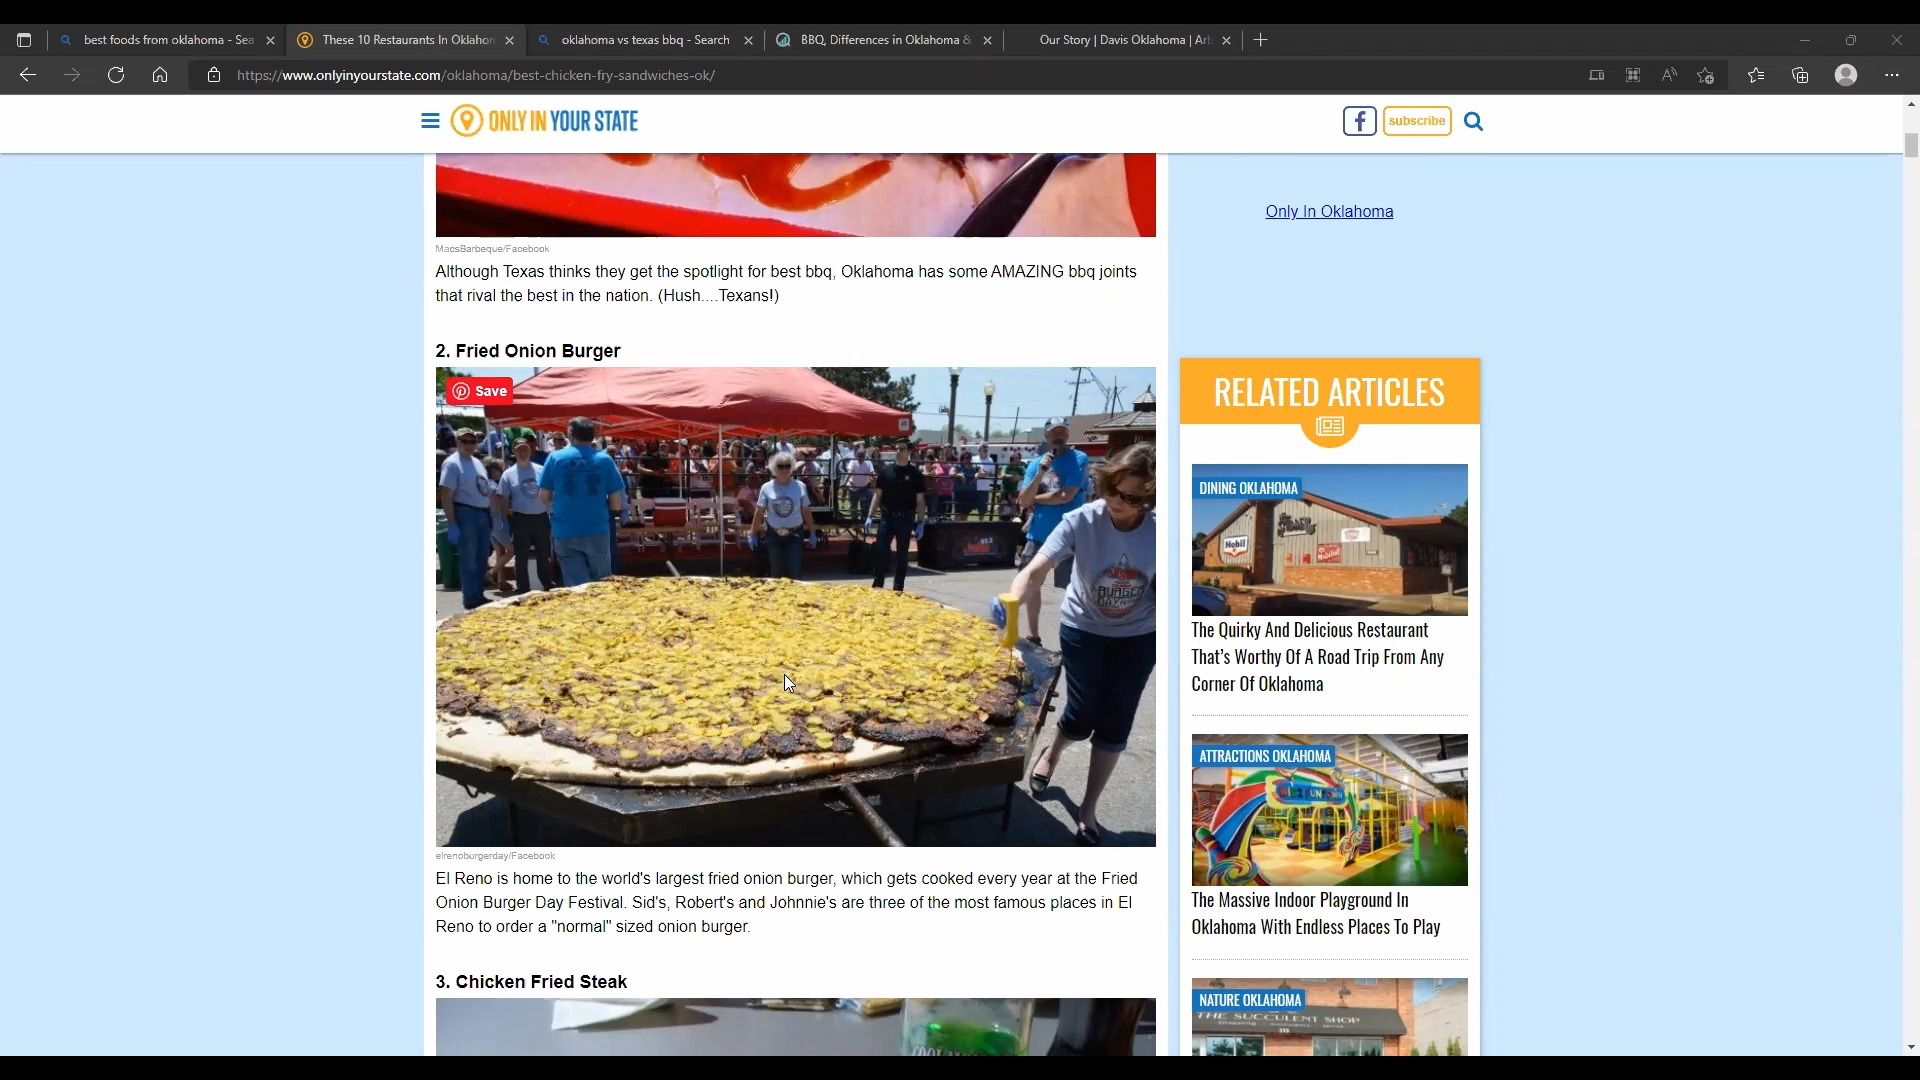 best foods from oklahoma - Sea
These 10 Restaurants In Oklahom
oklahoma vs texas bbq - Search
BBQ, Differences in Oklahoma &
Our Story | Davis Oklahoma | Arb
https://www.onlyinyourstate.com/oklahoma/best-chicken-fry-sandwiches-ok/
ONLY IN YOUR STATE
subscribe
Only In Oklahoma
MacsBarbeque/Facebook
Although Texas thinks they get the spotlight for best bbq, Oklahoma has some AMAZING bbq joints
that rival the best in the nation. (Hush....Texans!)
2. Fried Onion Burger
Save
BURGER
DAY
elrenoburgerday/Facebook
El Reno is home to the world's largest fried onion burger, which gets cooked every year at the Fried
Onion Burger Day Festival. Sid's, Robert's and Johnnie's are three of the most famous places in El
Reno to order a "normal" sized onion burger.
3. Chicken Fried Steak
RELATED ARTICLES
DINING OKLAHOMA
Mobil
The Quirky And Delicious Restaurant
That's Worthy Of A Road Trip From Any
Corner Of Oklahoma
ATTRACTIONS OKLAHOMA
The Massive Indoor Playground In
Oklahoma With Endless Places To Play
NATURE OKLAHOMA
THE SUCCULENT SHOP